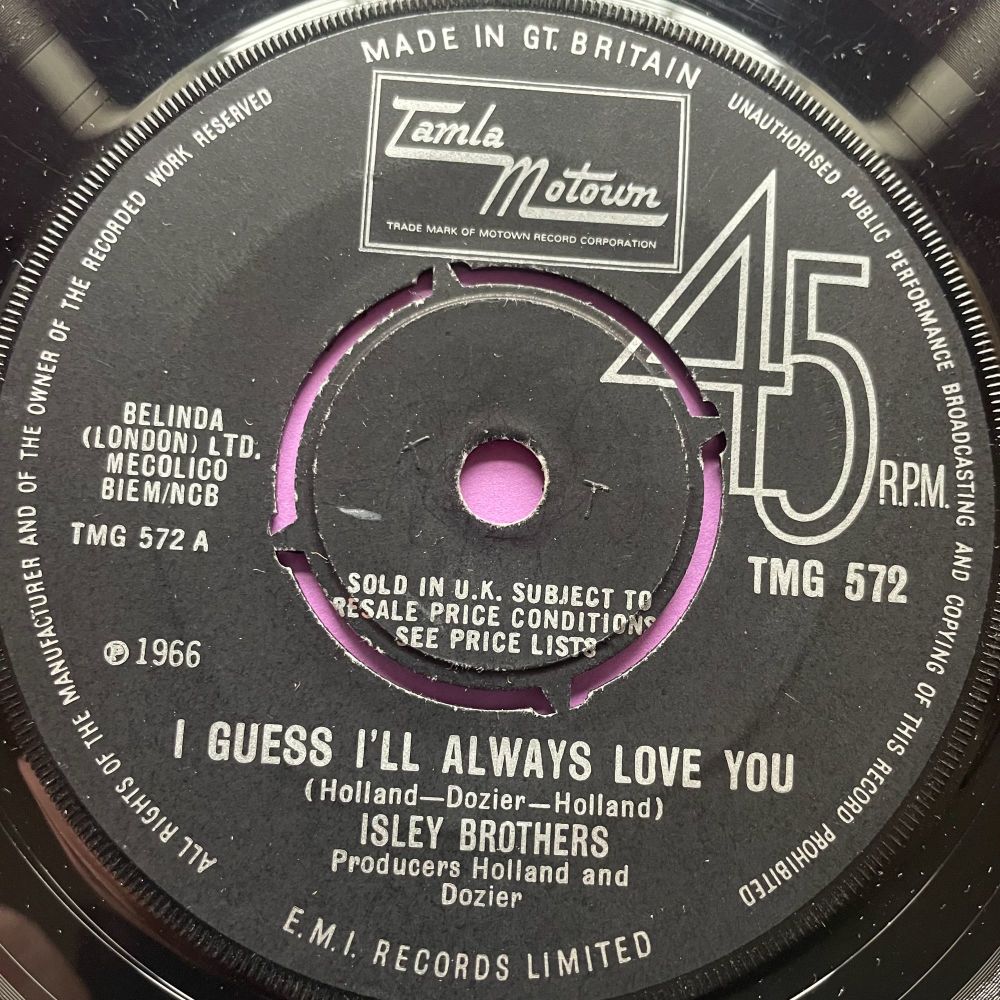 MADE IN GT. BRITAIN
Tamla
Motown
TRADE MARK OF MOTOWN RECORD CORPORATION
UNAUTHORISED PUBLIC PERFORMANCE BROADCASTING AND COPYING OF THIS RECORD PROHIBITED
ALL RIGHTS OF THE MANUFACTURER AND OF THE OWNER OF THE RECORDED WORK RESERVED
45
R.P.M.
BELINDA
(LONDON) LTD.
MECOLICO
BIEM/NCB
TMG 572 A
TMG 572
SOLD IN U.K. SUBJECT TO
RESALE PRICE CONDITIONS
SEE PRICE LISTS
Ⓟ 1966
I GUESS I'LL ALWAYS LOVE YOU
(Holland—Dozier—Holland)
ISLEY BROTHERS
Producers Holland and
Dozier
E.M.I. RECORDS LIMITED